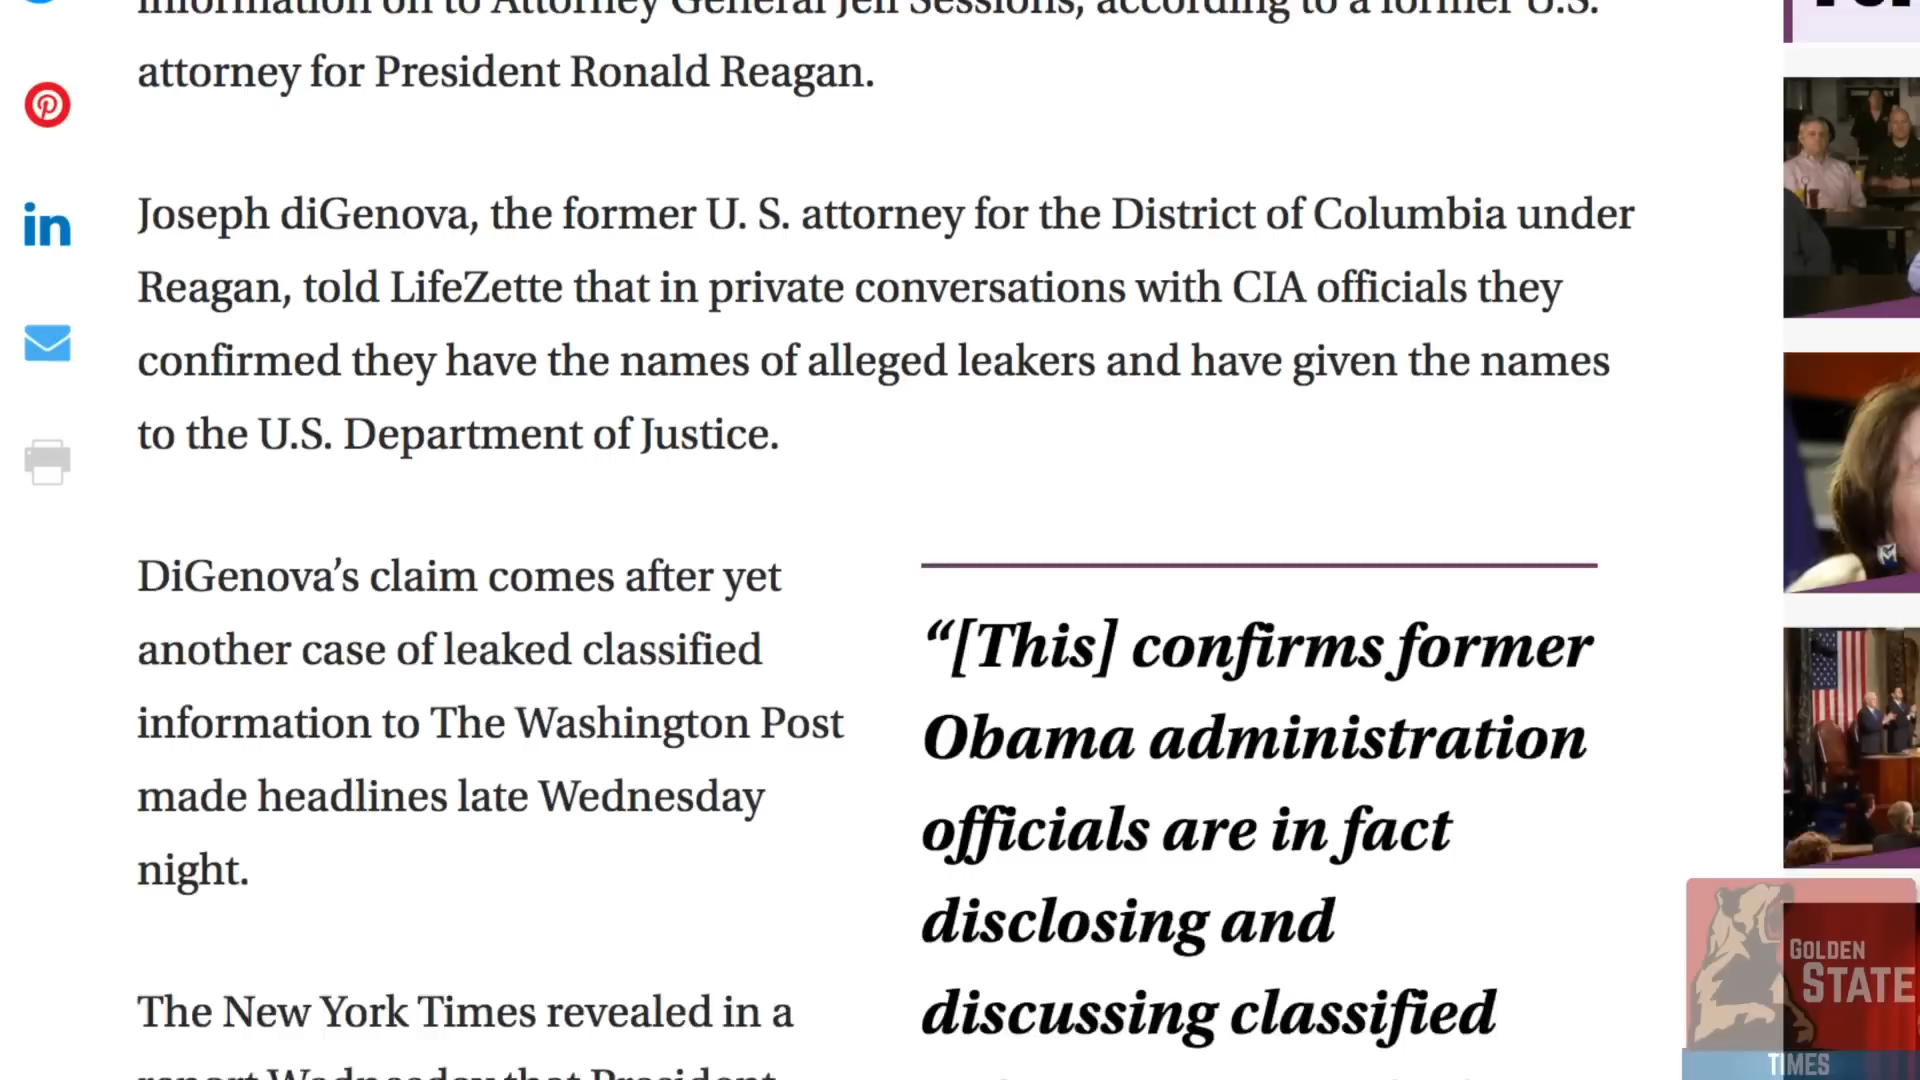 information on to Attorney General Jeff Sessions, according to a former U.S.
attorney for President Ronald Reagan.
Joseph diGenova, the former U. S. attorney for the District of Columbia under
Reagan, told LifeZette that in private conversations with CIA officials they
confirmed they have the names of alleged leakers and have given the names
to the U.S. Department of Justice.
DiGenova’s claim comes after yet
another case of leaked classified
information to The Washington Post
made headlines late Wednesday
night.
The New York Times revealed in a
report Wednesday that President
“[This] confirms former
Obama administration
officials are in fact
disclosing and
discussing classified
in
GOLDEN
STATE
TIMES